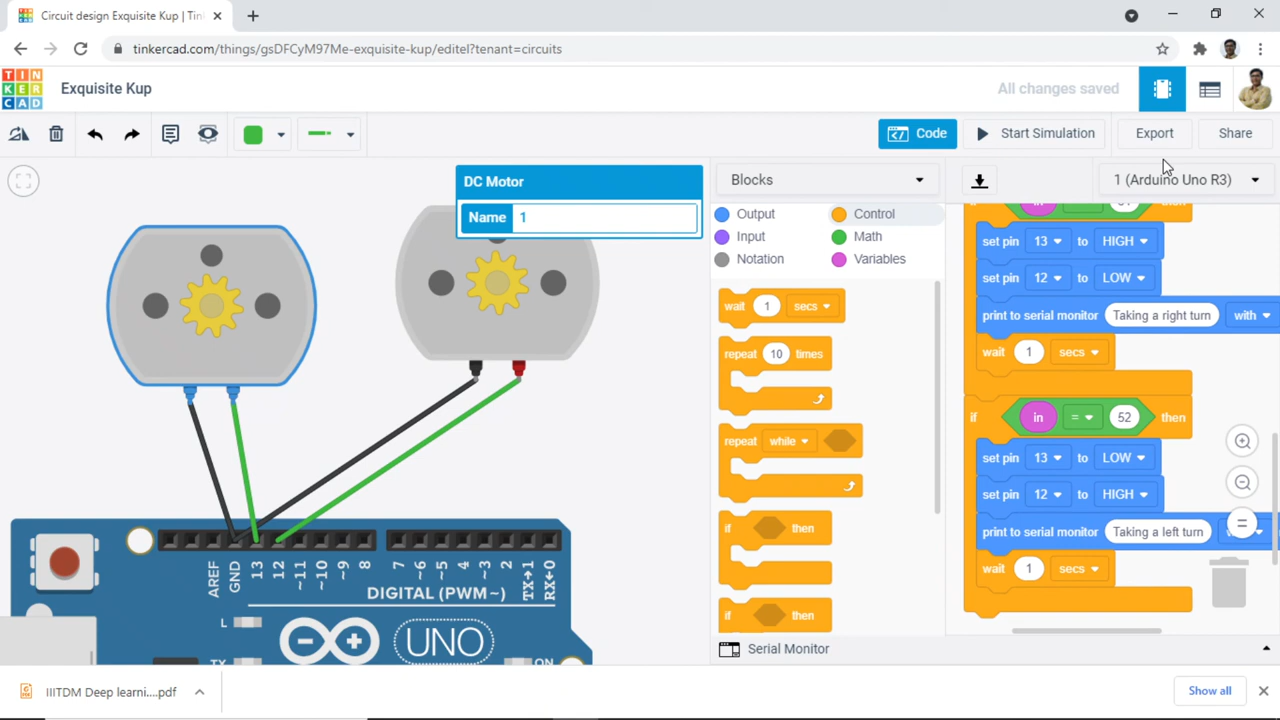 Circuit design Exquisite Kup | Tin
tinkercad.com/things/gsDFCyM97Me-exquisite-kup/editel?tenant=circuits
TIN
KER
CAD
Exquisite Kup
All changes saved
Code
Start Simulation
Export
Share
DC Motor
Name 1
Blocks
1 (Arduino Uno R3)
Output
Control
Input
Math
Notation
Variables
wait 1 secs
repeat 10 times
repeat while
if then
if then
set pin 13 to HIGH
set pin 12 to LOW
print to serial monitor Taking a right turn with
wait 1 secs
if in = 52 then
set pin 13 to LOW
set pin 12 to HIGH
print to serial monitor Taking a left turn
wait 1 secs
AREF
GND
13
12
~11
~10
~9
8
7
~6
~5
4
~3
2
TX→1
RX←0
DIGITAL (PWM ~)
L
TX
UNO
ON
Serial Monitor
IIITDM Deep learni....pdf
Show all